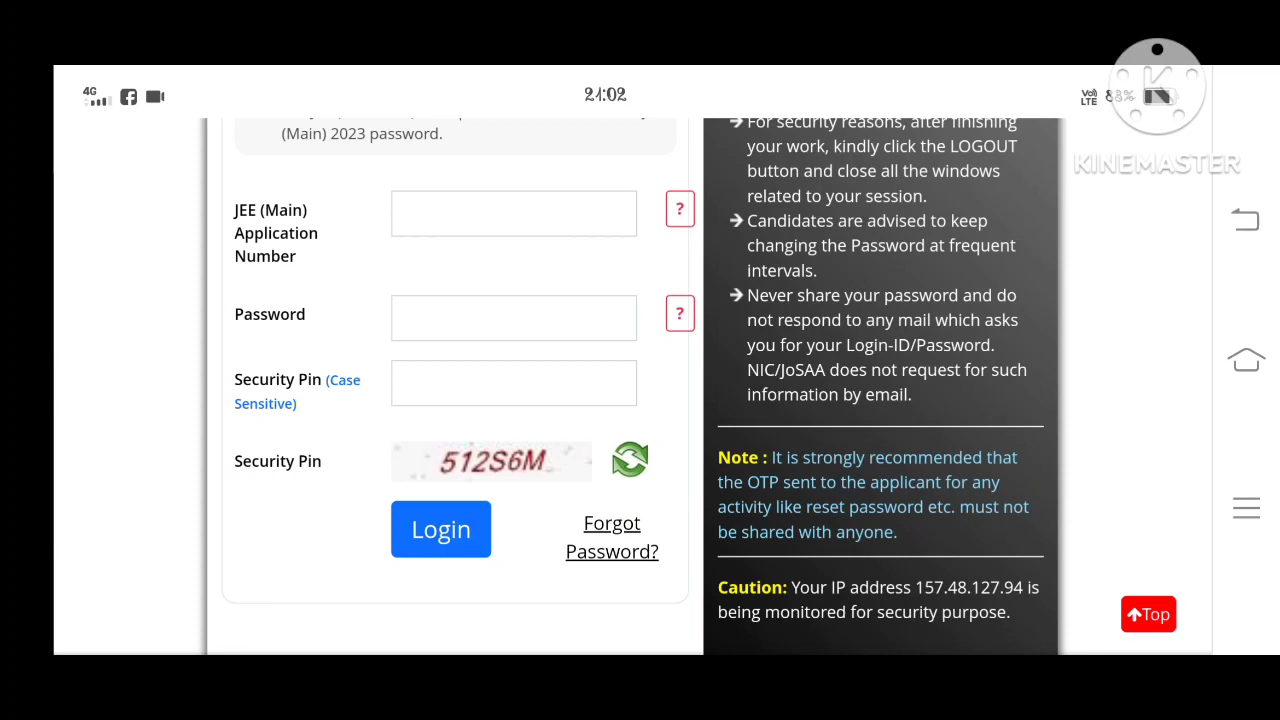 4G
21:02
Vo)
LTE
83%
KINEMASTER
(Main) 2023 password.
JEE (Main)
Application
Number
?
Password
?
Security Pin (Case
Sensitive)
Security Pin
512S6M
Login
Forgot
Password?
For security reasons, after finishing
your work, kindly click the LOGOUT
button and close all the windows
related to your session.
Candidates are advised to keep
changing the Password at frequent
intervals.
Never share your password and do
not respond to any mail which asks
you for your Login-ID/Password.
NIC/JoSAA does not request for such
information by email.
Note : It is strongly recommended that
the OTP sent to the applicant for any
activity like reset password etc. must not
be shared with anyone.
Caution: Your IP address 157.48.127.94 is
being monitored for security purpose.
Top